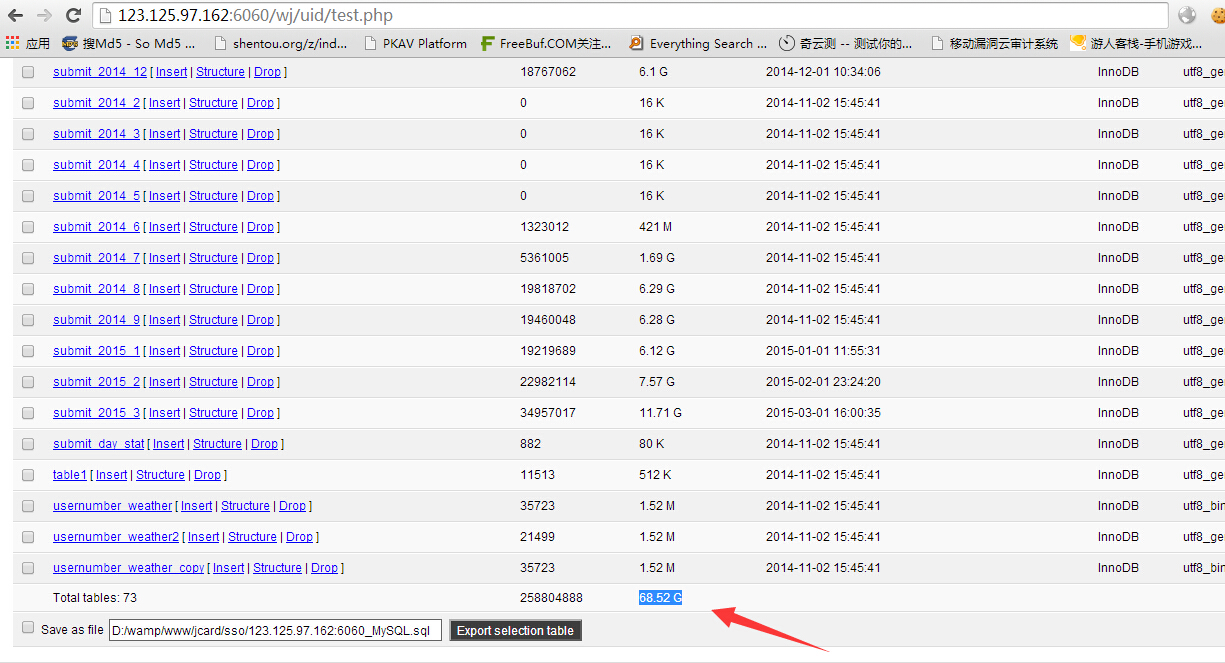 123.125.97.162:6060/wj/uid/test.php
应用 搜Md5 - So Md5 ... shentou.org/z/ind... PKAV Platform FreeBuf.COM关注... Everything Search ... 奇云测 -- 测试你的... 移动漏洞云审计系统 游人客栈-手机游戏...
submit_2014_12 [ Insert | Structure | Drop ] 18767062 6.1 G 2014-12-01 10:34:06 InnoDB utf8_ge
submit_2014_2 [ Insert | Structure | Drop ] 0 16 K 2014-11-02 15:45:41 InnoDB utf8_ge
submit_2014_3 [ Insert | Structure | Drop ] 0 16 K 2014-11-02 15:45:41 InnoDB utf8_ge
submit_2014_4 [ Insert | Structure | Drop ] 0 16 K 2014-11-02 15:45:41 InnoDB utf8_ge
submit_2014_5 [ Insert | Structure | Drop ] 0 16 K 2014-11-02 15:45:41 InnoDB utf8_ge
submit_2014_6 [ Insert | Structure | Drop ] 1323012 421 M 2014-11-02 15:45:41 InnoDB utf8_ge
submit_2014_7 [ Insert | Structure | Drop ] 5361005 1.69 G 2014-11-02 15:45:41 InnoDB utf8_ge
submit_2014_8 [ Insert | Structure | Drop ] 19818702 6.29 G 2014-11-02 15:45:41 InnoDB utf8_ge
submit_2014_9 [ Insert | Structure | Drop ] 19460048 6.28 G 2014-11-02 15:45:41 InnoDB utf8_ge
submit_2015_1 [ Insert | Structure | Drop ] 19219689 6.12 G 2015-01-01 11:55:31 InnoDB utf8_ge
submit_2015_2 [ Insert | Structure | Drop ] 22982114 7.57 G 2015-02-01 23:24:20 InnoDB utf8_ge
submit_2015_3 [ Insert | Structure | Drop ] 34957017 11.71 G 2015-03-01 16:00:35 InnoDB utf8_ge
submit_day_stat [ Insert | Structure | Drop ] 882 80 K 2014-11-02 15:45:41 InnoDB utf8_ge
table1 [ Insert | Structure | Drop ] 11513 512 K 2014-11-02 15:45:41 InnoDB utf8_ge
usernumber_weather [ Insert | Structure | Drop ] 35723 1.52 M 2014-11-02 15:45:41 InnoDB utf8_bin
usernumber_weather2 [ Insert | Structure | Drop ] 21499 1.52 M 2014-11-02 15:45:41 InnoDB utf8_ge
usernumber_weather_copy [ Insert | Structure | Drop ] 35723 1.52 M 2014-11-02 15:45:41 InnoDB utf8_bin
Total tables: 73 258804888 68.52 G
Save as file D:/wamp/www/jcard/sso/123.125.97.162:6060_MySQL.sql Export selection table